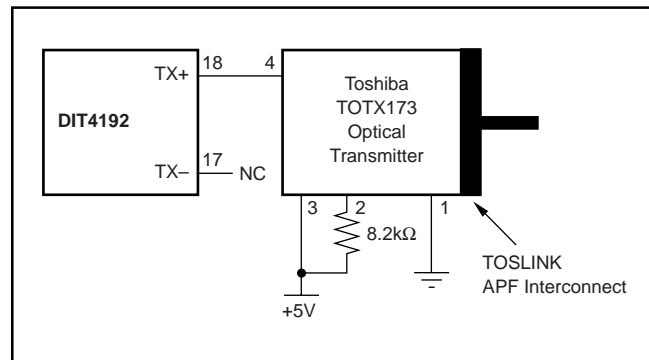 DIT4192
TX+
18
TX–
17
NC
4
Toshiba
TOTX173
Optical
Transmitter
3
2
1
8.2kΩ
+5V
TOSLINK
APF Interconnect